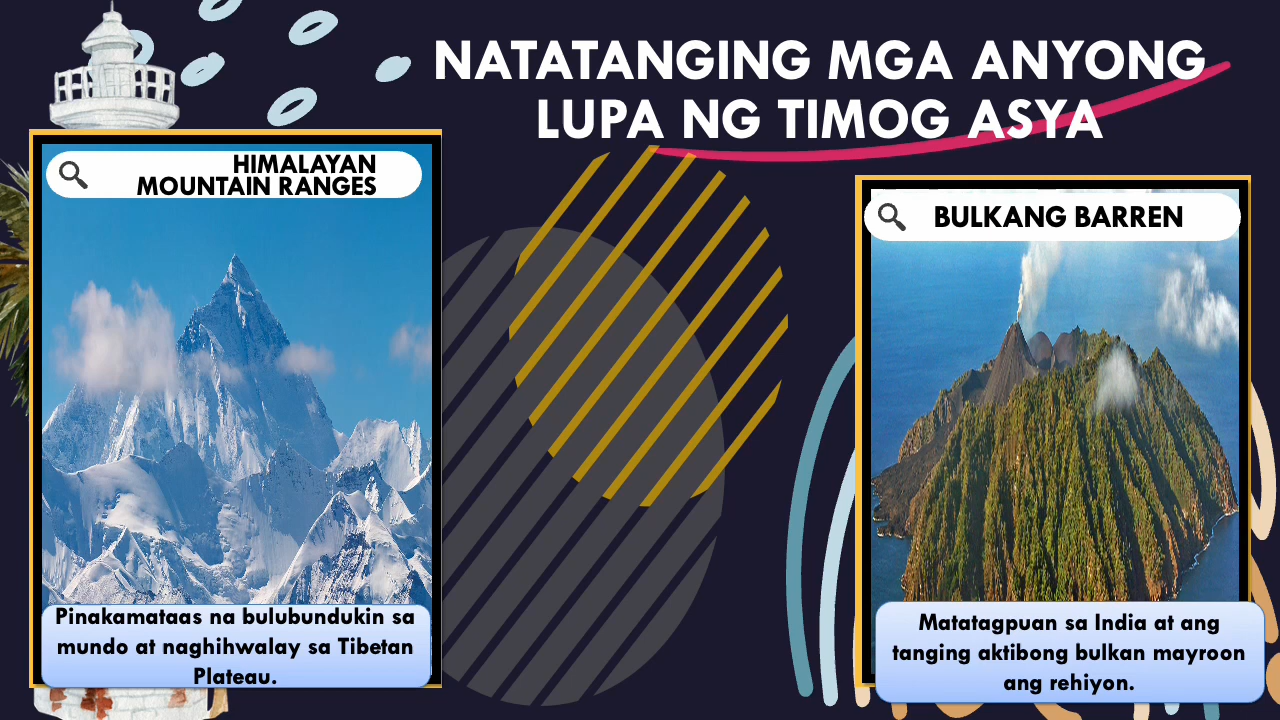 NATATANGING MGA ANYONG
LUPA NG TIMOG ASYA
HIMALAYAN
MOUNTAIN RANGES
Pinakamataas na bulubundukin sa
mundo at naghihwalay sa Tibetan
Plateau.
BULKANG BARREN
Matatagpuan sa India at ang
tanging aktibong bulkan mayroon
ang rehiyon.